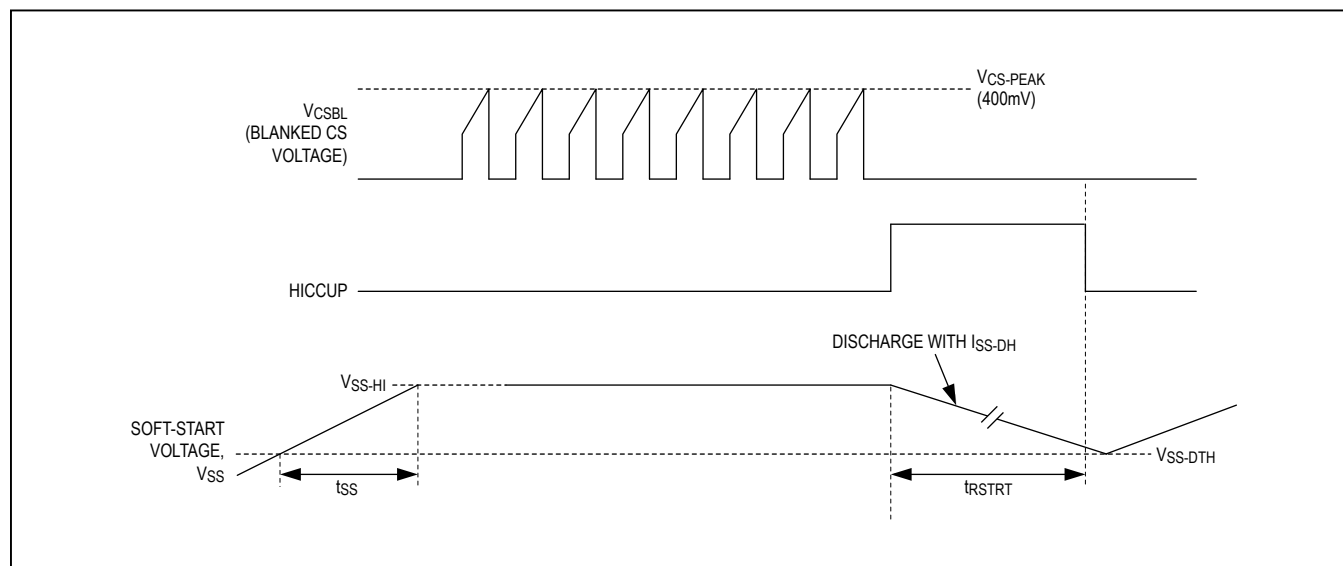 VCS-PEAK
(400mV)
VCSBL
(BLANKED CS
VOLTAGE)
HICCUP
DISCHARGE WITH ISS-DH
VSS-HI
SOFT-START
VOLTAGE,
VSS
VSS-DTH
tSS
tRSTRT